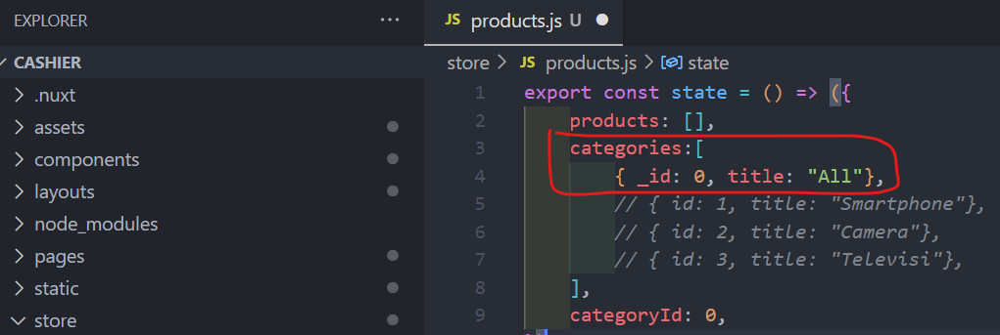 EXPLORER ...
JS products.js U
CASHIER
store > JS products.js > state
.nuxt
assets
components
layouts
node_modules
pages
static
store
1 export const state = () => ({
2 products: [],
3 categories:[
4 { _id: 0, title: "All"},
5 // { id: 1, title: "Smartphone"},
6 // { id: 2, title: "Camera"},
7 // { id: 3, title: "Televisi"},
8 ],
9 categoryId: 0,